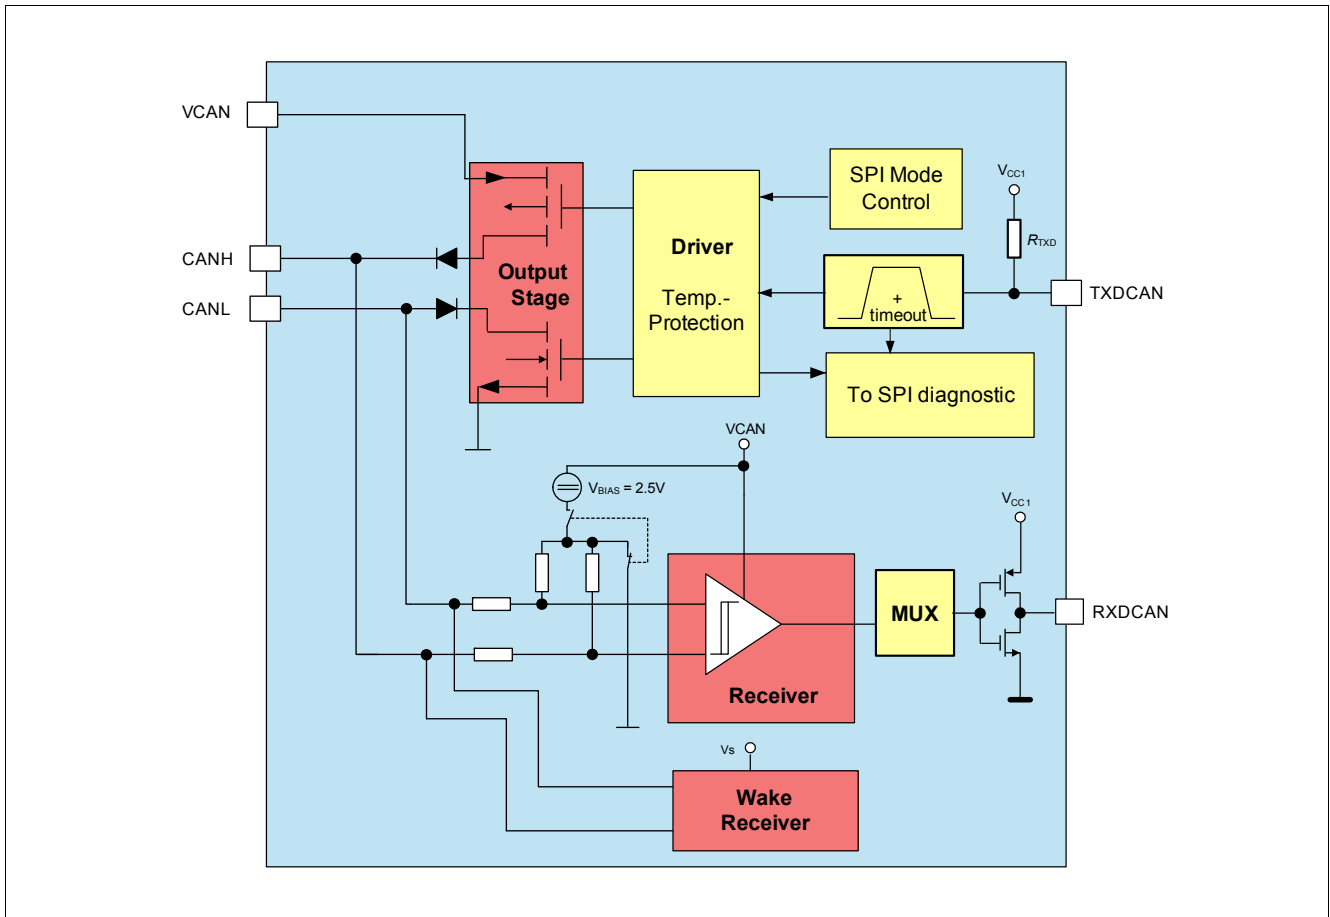 VCAN
SPI Mode
Control
VCC1
RTXD
Driver
CANH
Output
Stage
TXDCAN
CANL
Temp.-
Protection
+
timeout
To SPI diagnostic
VCAN
VBIAS = 2.5V
VCC1
MUX
RXDCAN
Receiver
Vs
Wake
Receiver